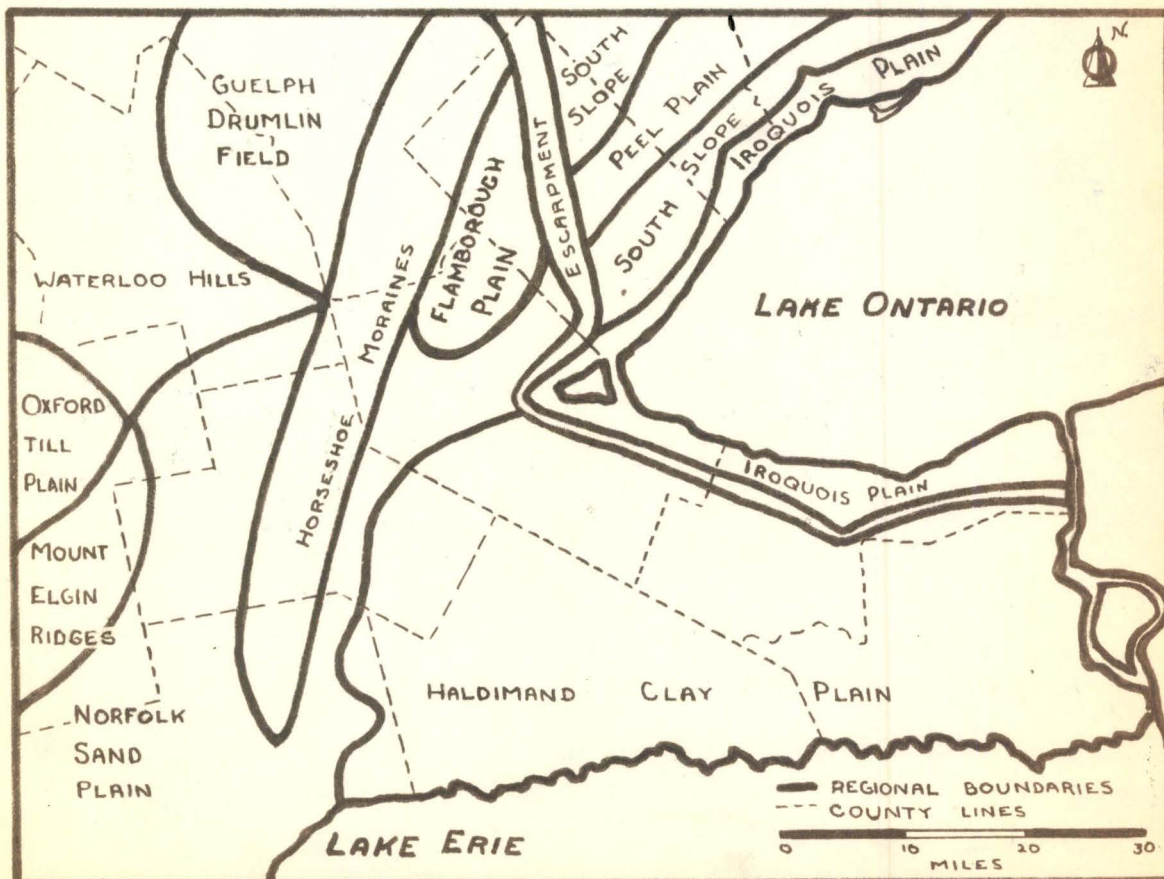 N.
GUELPH
DRUMLIN
FIELD
SOUTH
SLOPE
PEEL PLAIN
SOUTH SLOPE
IROQUOIS PLAIN
ESCARPMENT
FLAMBOROUGH
PLAIN
WATERLOO HILLS
HORSESHOE MORAINES
LAKE ONTARIO
OXFORD
TILL
PLAIN
IROQUOIS PLAIN
MOUNT
ELGIN
RIDGES
HALDIMAND CLAY PLAIN
NORFOLK
SAND
PLAIN
LAKE ERIE
REGIONAL BOUNDARIES
COUNTY LINES
0 10 20 30
MILES